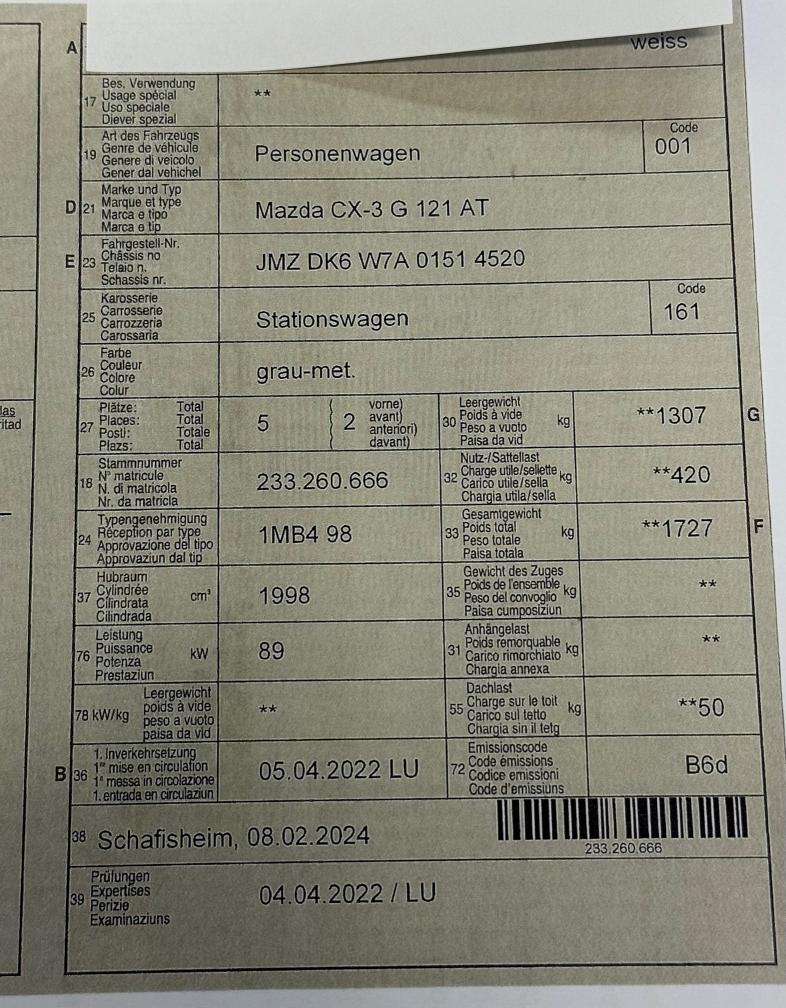 A
weiss
17
Bes. Verwendung
Usage spécial
Uso speciale
Diever spezial
**
19
Art des Fahrzeugs
Genre de véhicule
Genere di veicolo
Gener dal vehichel
Personenwagen
Code
001
D
21
Marke und Typ
Marque et type
Marca e tipo
Marca e tip
Mazda CX-3 G 121 AT
E
23
Fahrgestell-Nr.
Châssis no
Telaio n.
Schassis nr.
JMZ DK6 W7A 0151 4520
25
Karosserie
Carrosserie
Carrozzeria
Carossaria
Stationswagen
Code
161
26
Farbe
Couleur
Colore
Colur
grau-met.
27
Plätze: Total
Places: Total
Posti: Totale
Plazs: Total
5
2
vorne)
avant)
anteriori)
davant)
30
Leergewicht
Poids à vide
Peso a vuoto
Paisa da vid
kg
**1307
G
18
Stammnummer
N° matricule
N. di matricola
Nr. da matricla
233.260.666
32
Nutz-/Sattellast
Charge utile/sellette
Carico utile/sella
Chargia utila/sella
kg
**420
24
Typengenehmigung
Réception par type
Approvazione del tipo
Approvaziun dal tip
1MB4 98
33
Gesamtgewicht
Poids total
Peso totale
Paisa totala
kg
**1727
F
37
Hubraum
Cylindrée
Cilindrata
Cilindrada
cm³
1998
35
Gewicht des Zuges
Poids de l'ensemble
Peso del convoglio
Paisa cumposiziun
kg
**
76
Leistung
Puissance
Potenza
Prestaziun
kW
89
31
Anhängelast
Poids remorquable
Carico rimorchiato
Chargia annexa
kg
**
78 kW/kg
Leergewicht
poids à vide
peso a vuoto
paisa da vid
**
55
Dachlast
Charge sur le toit
Carico sul tetto
Chargia sin il tetg
kg
**50
B
36
1. Inverkehrsetzung
1re mise en circulation
1a messa in circolazione
1. entrada en circulaziun
05.04.2022 LU
72
Emissionscode
Code émissions
Codice emissioni
Code d'emissiuns
B6d
38
Schafisheim, 08.02.2024
233.260.666
39
Prüfungen
Expertises
Perizie
Examinaziuns
04.04.2022 / LU